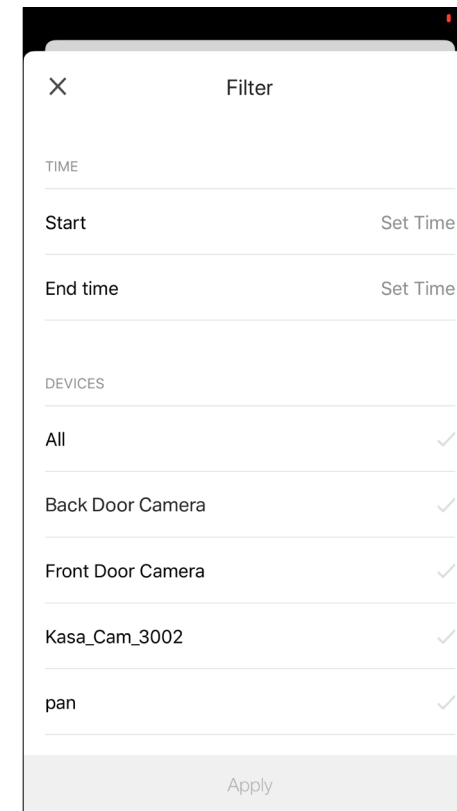 Filter
TIME
Start Set Time
End time Set Time
DEVICES
All
Back Door Camera
Front Door Camera
Kasa_Cam_3002
pan
Apply